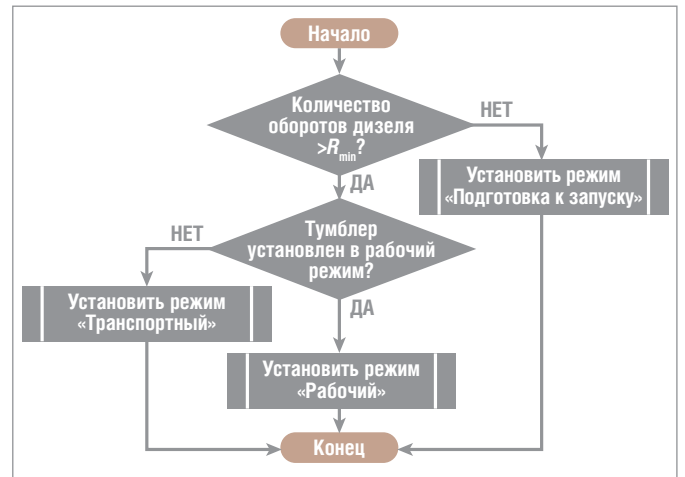 Начало
Количество
оборотов дизеля
>Rmin?
НЕТ
ДА
Установить режим
«Подготовка к запуску»
Тумблер
установлен в рабочий
режим?
НЕТ
ДА
Установить режим
«Транспортный»
Установить режим
«Рабочий»
Конец